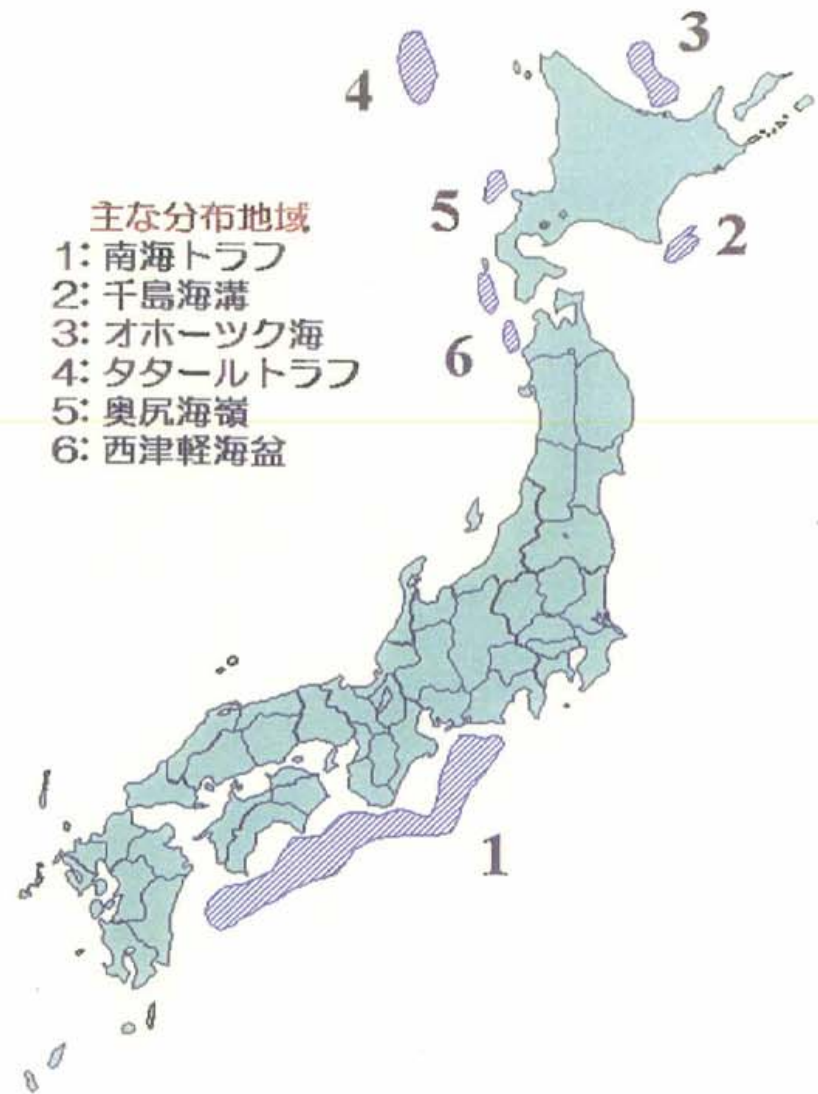 主な分布地域
1: 南海トラフ
2: 千島海溝
3: オホーツク海
4: タタールトラフ
5: 奥尻海嶺
6: 西津軽海盆
3
4
5
2
6
1